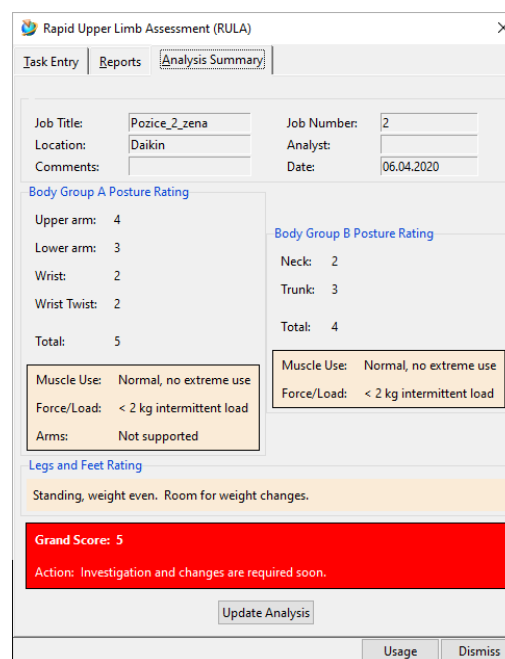 Rapid Upper Limb Assessment (RULA)
Task Entry Reports Analysis Summary
Job Title: Pozice_2_zena Job Number: 2
Location: Daikin Analyst:
Comments: Date: 06.04.2020
Body Group A Posture Rating
Upper arm: 4
Lower arm: 3
Wrist: 2
Wrist Twist: 2
Total: 5
Muscle Use: Normal, no extreme use
Force/Load: < 2 kg intermittent load
Arms: Not supported
Body Group B Posture Rating
Neck: 2
Trunk: 3
Total: 4
Muscle Use: Normal, no extreme use
Force/Load: < 2 kg intermittent load
Legs and Feet Rating
Standing, weight even. Room for weight changes.
Grand Score: 5
Action: Investigation and changes are required soon.
Update Analysis
Usage Dismiss